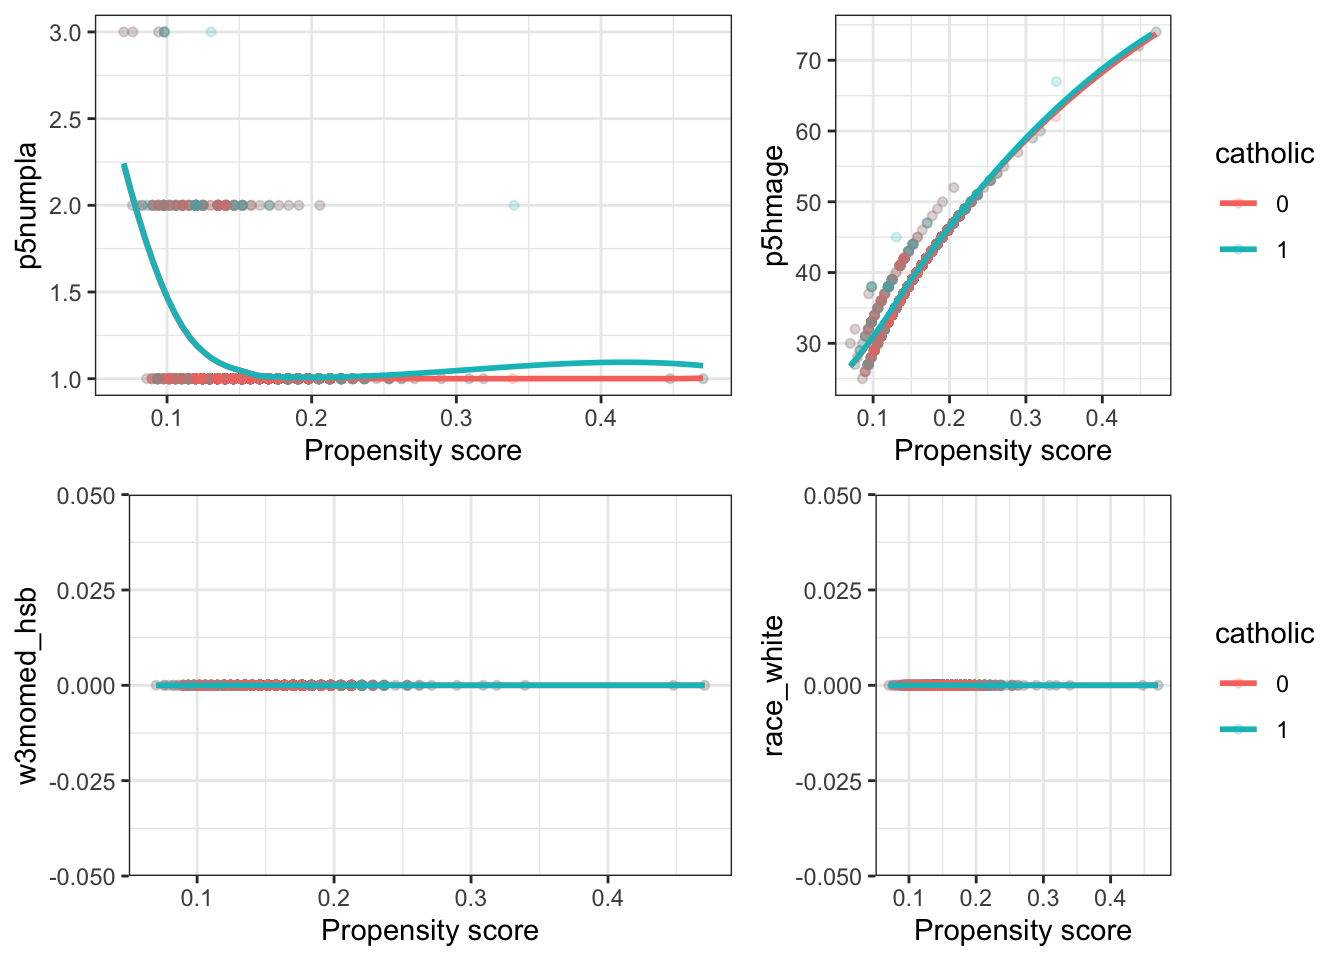 p5numpla
3.0
2.5
2.0
1.5
1.0
0.1 0.2 0.3 0.4
Propensity score
p5hmage
70
60
50
40
30
0.1 0.2 0.3 0.4
Propensity score
catholic
0
1
w3momed_hsb
0.050
0.025
0.000
-0.025
-0.050
0.1 0.2 0.3 0.4
Propensity score
race_white
0.050
0.025
0.000
-0.025
-0.050
0.1 0.2 0.3 0.4
Propensity score
catholic
0
1